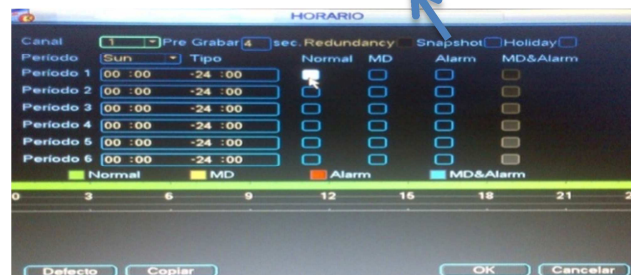 HORARIO
Canal 1 Pre Grabar 4 sec. Redundancy Snapshot Holiday
Período Sun Tipo Normal MD Alarm MD&Alarm
Período 1 00 :00 -24 :00
Período 2 00 :00 -24 :00
Período 3 00 :00 -24 :00
Período 4 00 :00 -24 :00
Período 5 00 :00 -24 :00
Período 6 00 :00 -24 :00
Normal MD Alarm MD&Alarm
0 3 6 9 12 15 18 21
Defecto Copiar OK Cancelar